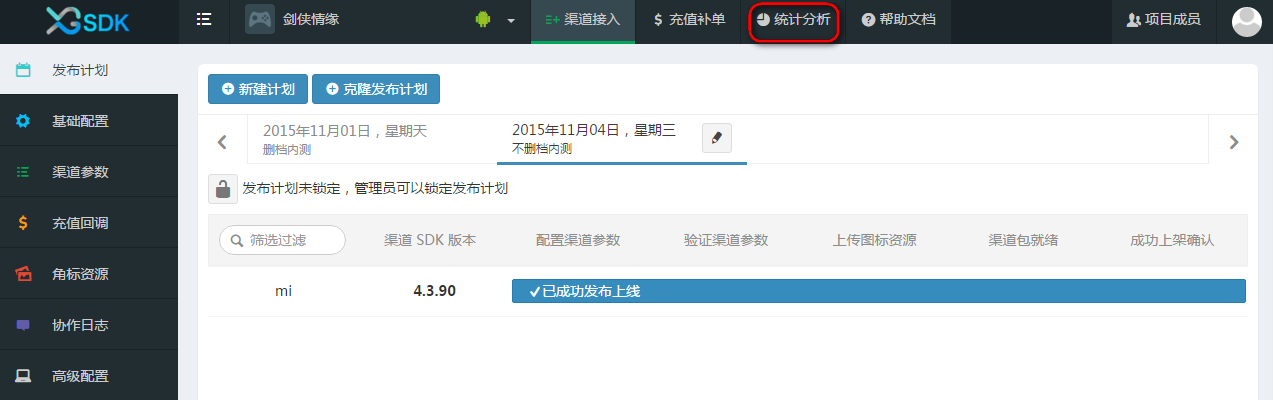 XGSDK
剑侠情缘
渠道接入
充值补单
统计分析
帮助文档
项目成员
发布计划
基础配置
渠道参数
充值回调
角标资源
协作日志
高级配置
新建计划
克隆发布计划
2015年11月01日，星期天
删档内测
2015年11月04日，星期三
不删档内测
发布计划未锁定，管理员可以锁定发布计划
筛选过滤
渠道 SDK 版本
配置渠道参数
验证渠道参数
上传图标资源
渠道包就绪
成功上架确认
mi
4.3.90
已成功发布上线